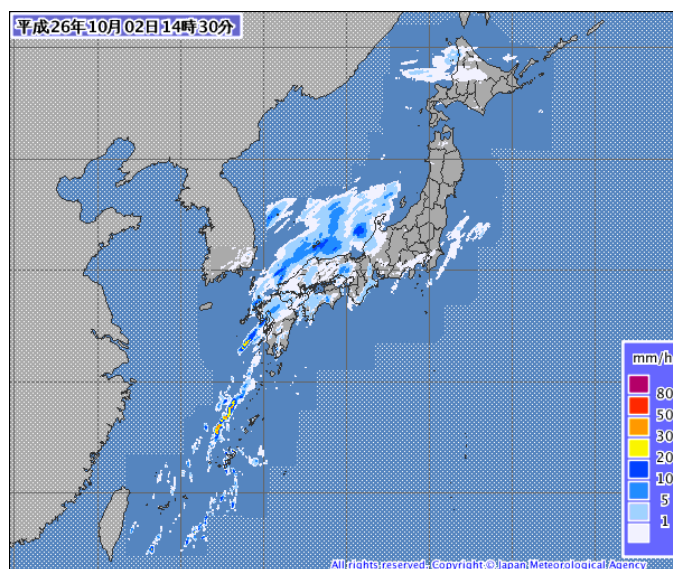 平成26年10月02日14時30分
mm/h
80
50
30
20
10
5
1
All rights reserved. Copyright © Japan Meteorological Agency